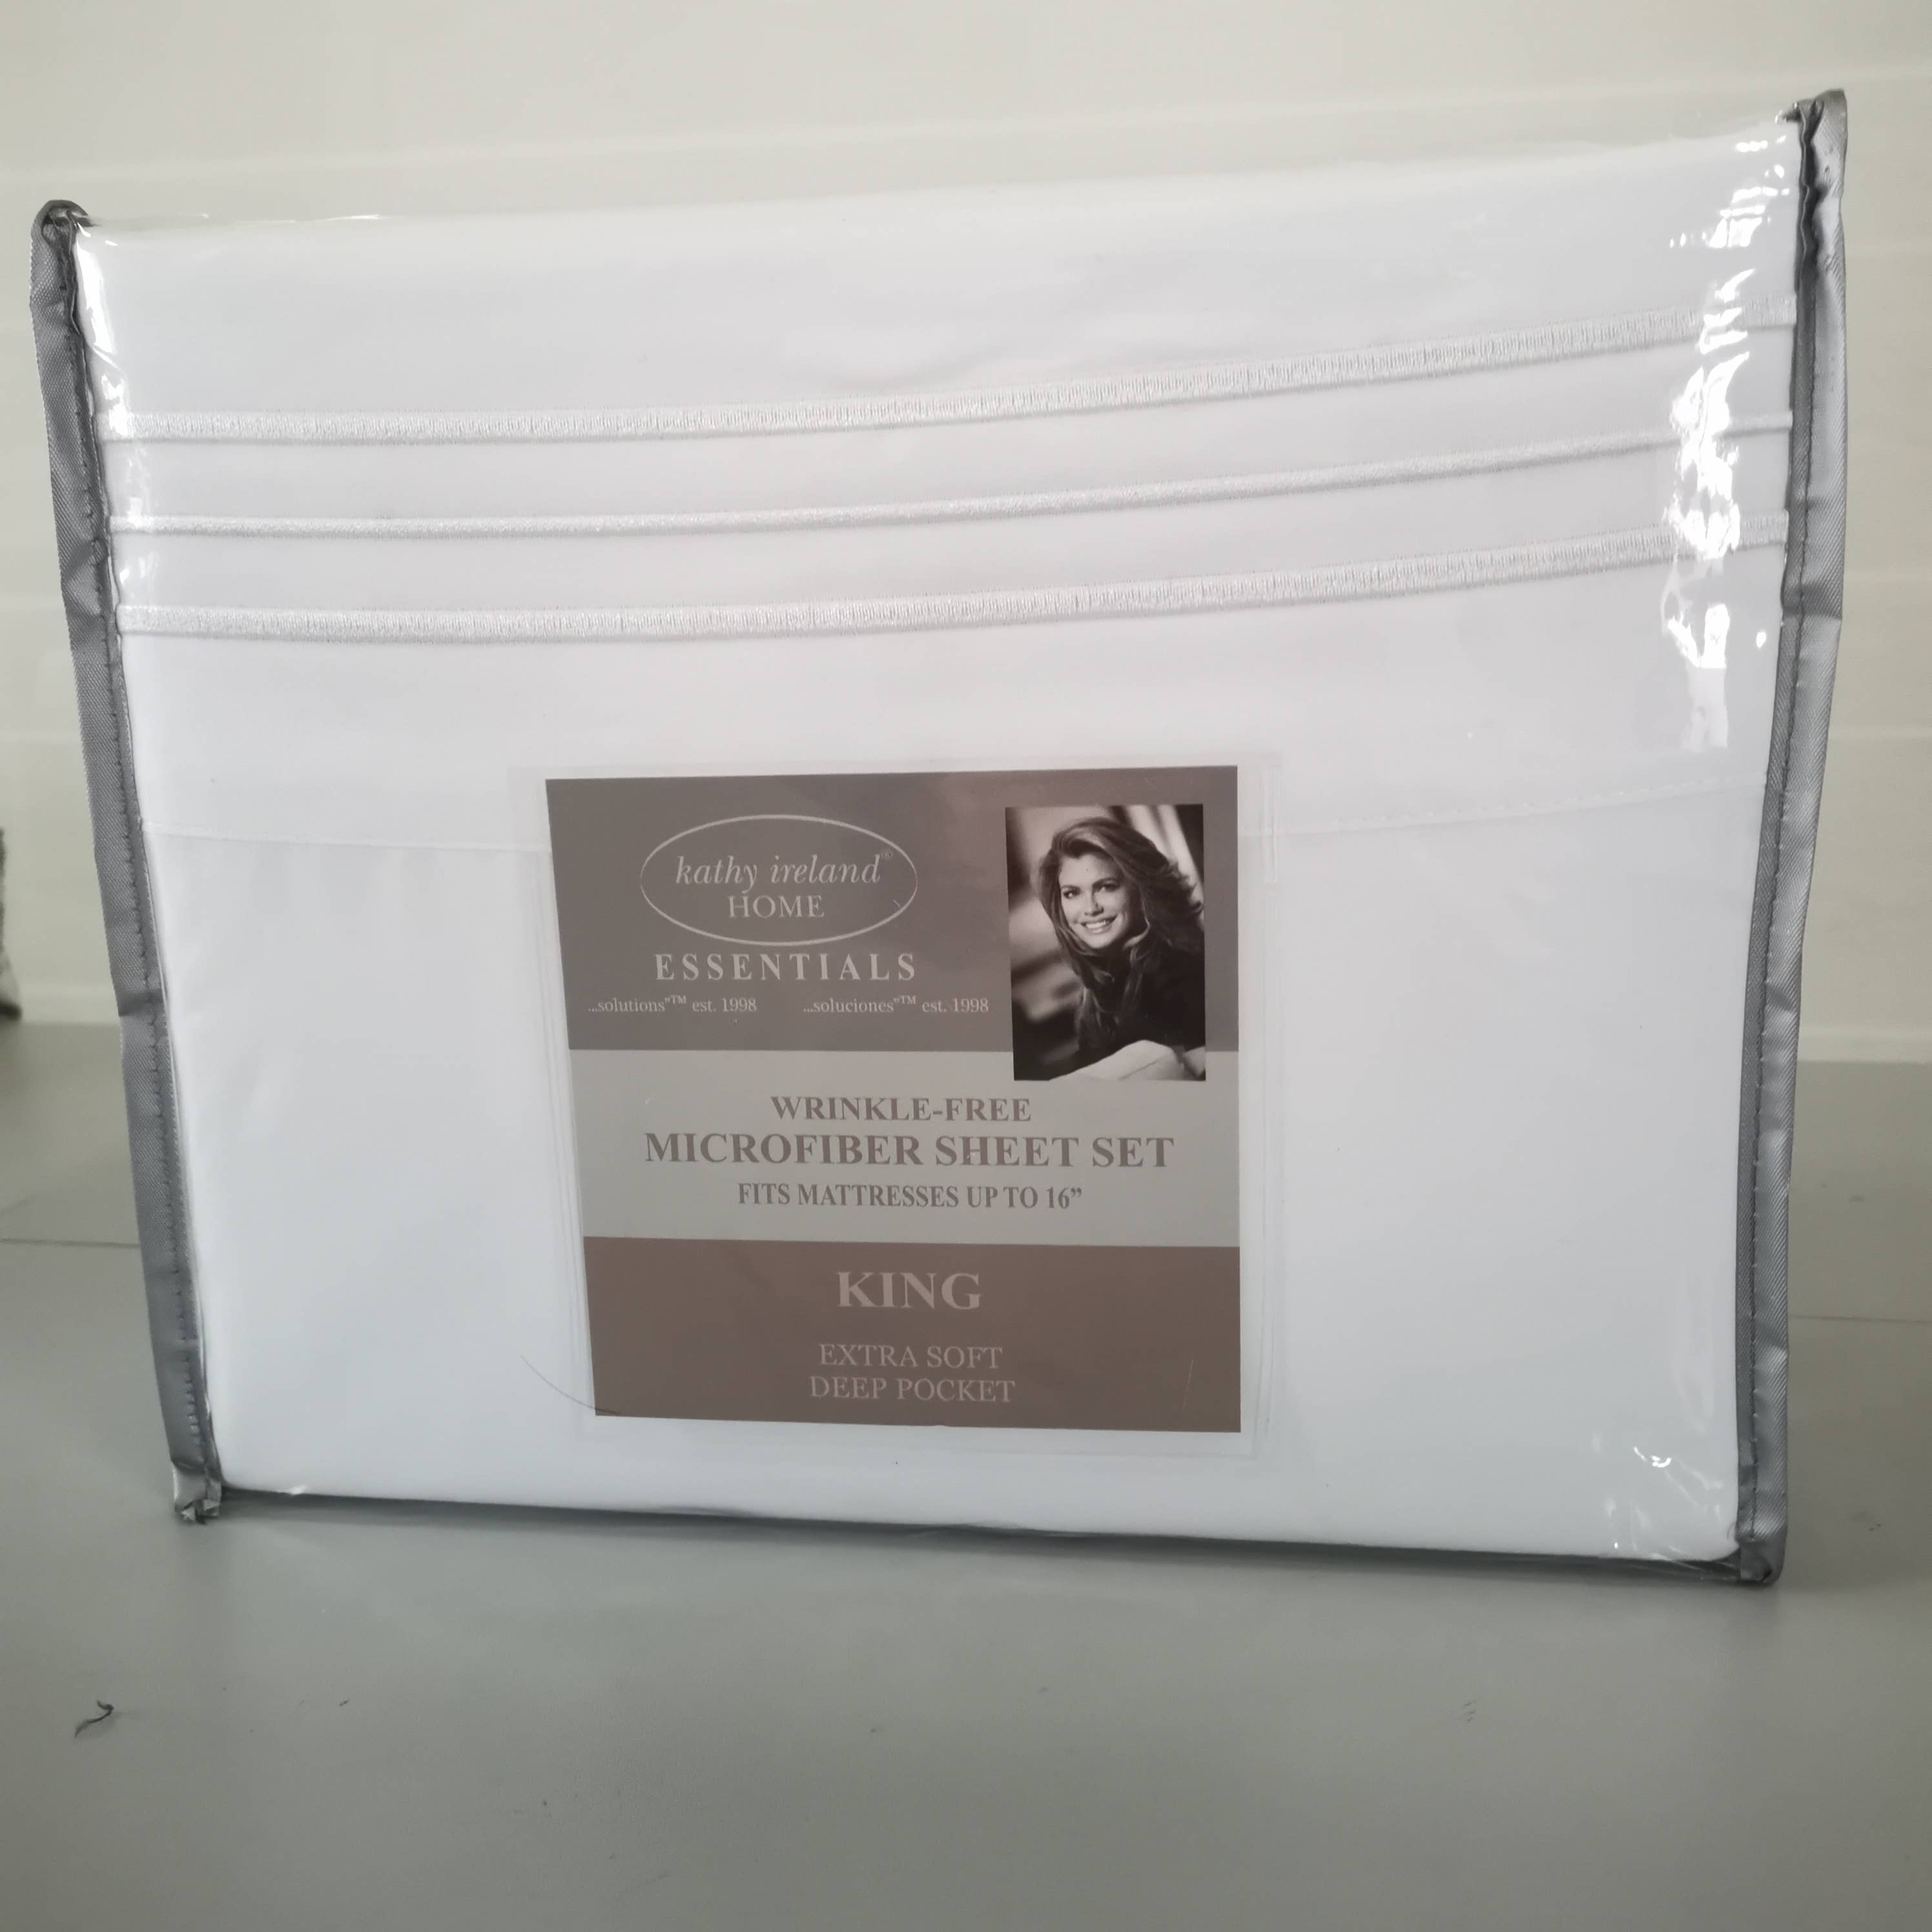 kathy ireland®
HOME
ESSENTIALS
...solutions”™ est. 1998 ...soluciones”™ est. 1998
WRINKLE-FREE
MICROFIBER SHEET SET
FITS MATTRESSES UP TO 16”
KING
EXTRA SOFT
DEEP POCKET